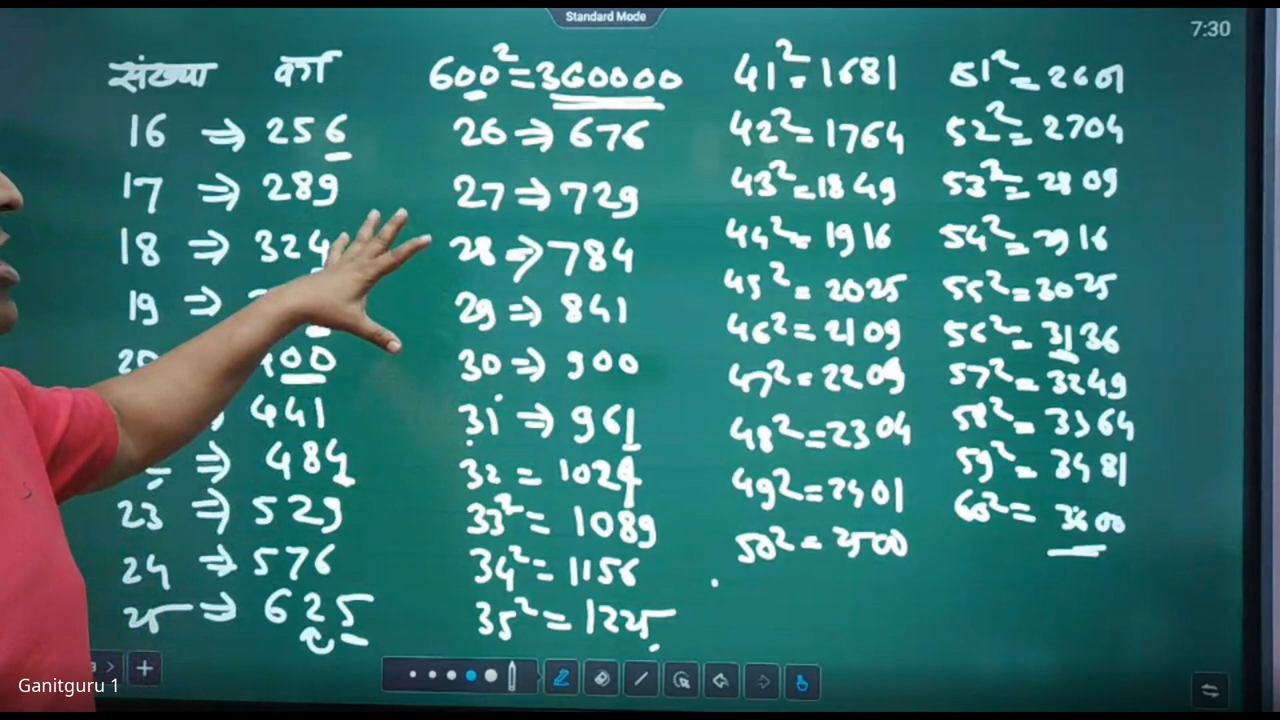 Standard Mode
7:30
संख्या वर्ग
16 ⇒ 256
17 ⇒ 289
18 ⇒ 324
19 ⇒
20 400
441
⇒ 484
23 ⇒ 529
24 ⇒ 576
25 ⇒ 625
600² = 360000
26 ⇒ 676
27 ⇒ 729
28 ⇒ 784
29 ⇒ 841
30 ⇒ 900
31 ⇒ 961
32 = 1024
33² = 1089
34² = 1156
35² = 1225
41² = 1681
42² = 1764
43² = 1849
44² = 1916
45² = 2025
46² = 2109
47² = 2209
48² = 2304
49² = 2401
50² = 2500
51² = 2601
52² = 2704
53² = 2809
54² = 2916
55² = 3025
56² = 3136
57² = 3249
58² = 3364
59² = 3481
60² = 3600
Ganitguru 1